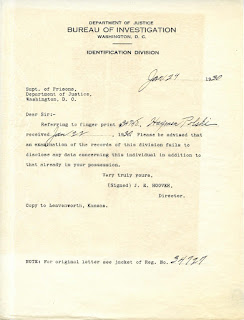 DEPARTMENT OF JUSTICE
BUREAU OF INVESTIGATION
WASHINGTON, D. C.
IDENTIFICATION DIVISION
Jan 27 1930
Supt. of Prisons,
Department of Justice,
Washington, D. C.
Dear Sir:-
Referring to finger print Hayner
received Jan 22, 1930 Please be advised that
an examination of the records of this division fails to
disclose any data concerning this individual in addition to
that already in your possession.
Very truly yours,
(Signed) J. E. HOOVER,
Director.
Copy to Leavenworth, Kansas.
NOTE: For original letter see jacket of Reg. No. 34727